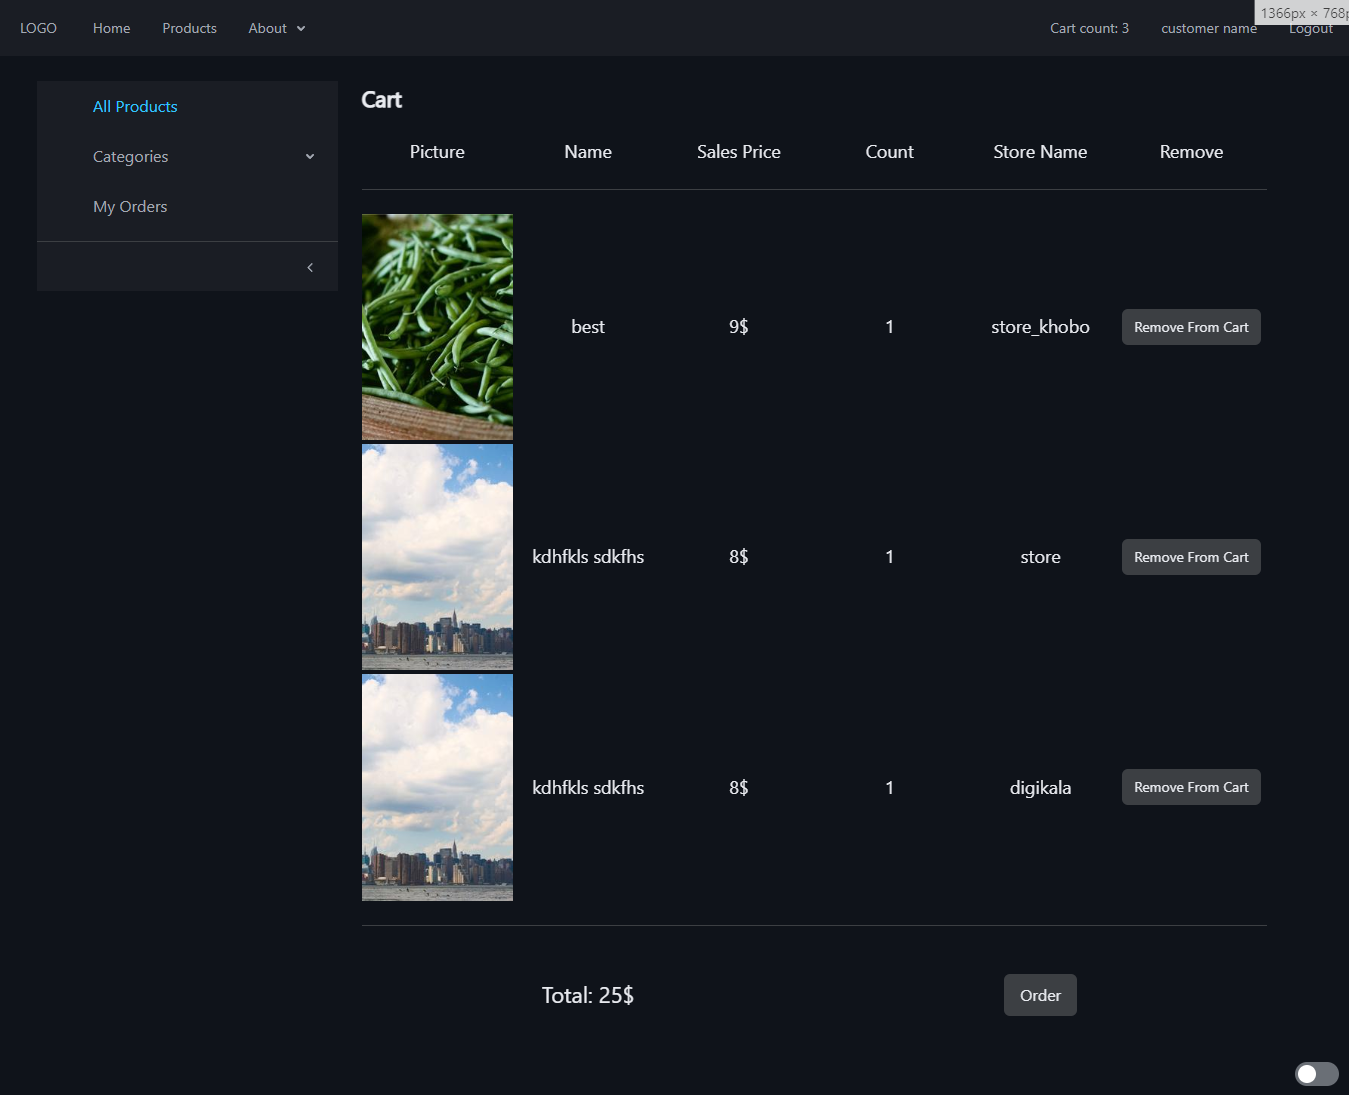 LOGO Home Products About Cart count: 3 customer name Logout
1366px × 768p
All Products
Categories
My Orders
Cart
Picture Name Sales Price Count Store Name Remove
best 9$ 1 store_khobo Remove From Cart
kdhfkls sdkfhs 8$ 1 store Remove From Cart
kdhfkls sdkfhs 8$ 1 digikala Remove From Cart
Total: 25$ Order